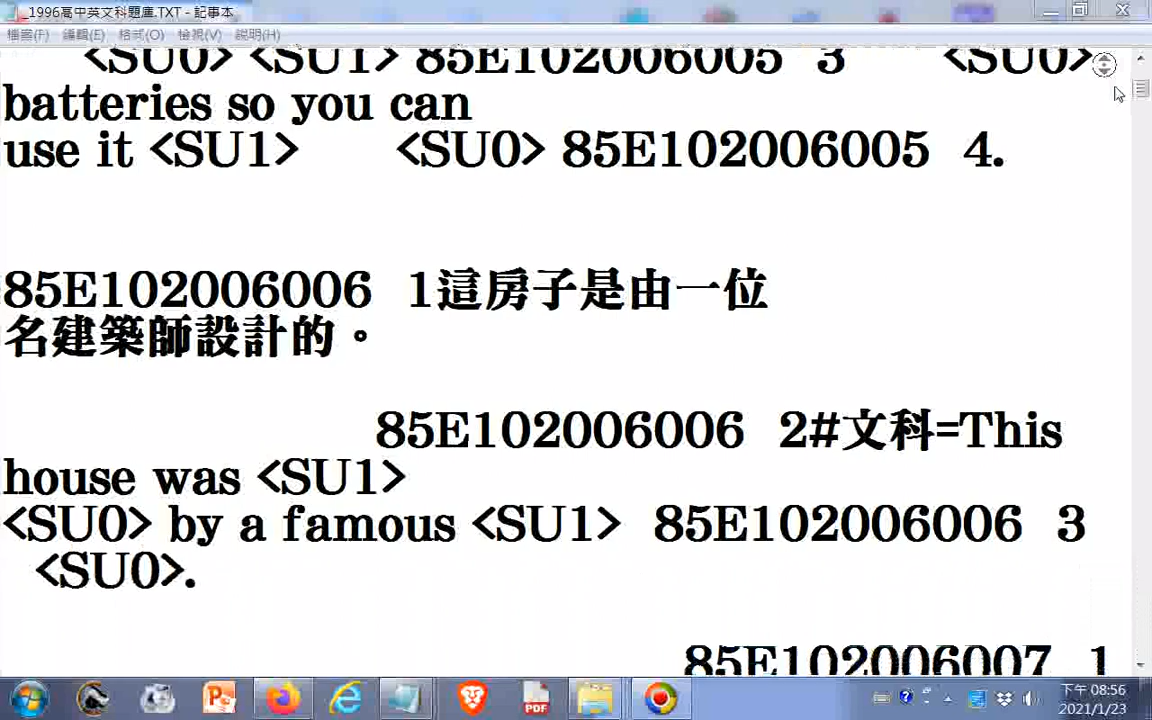 _1996高中英文科題庫.TXT - 記事本
檔案(F) 編輯(E) 格式(O) 檢視(V) 說明(H)
<SU0> <SU1> 85E102006005 3 <SU0>
batteries so you can
use it <SU1> <SU0> 85E102006005 4.
85E102006006 1這房子是由一位
名建築師設計的。
85E102006006 2#文科=This
house was <SU1>
<SU0> by a famous <SU1> 85E102006006 3
<SU0>.
85E102006007 1
PDF
下午 08:56
2021/1/23